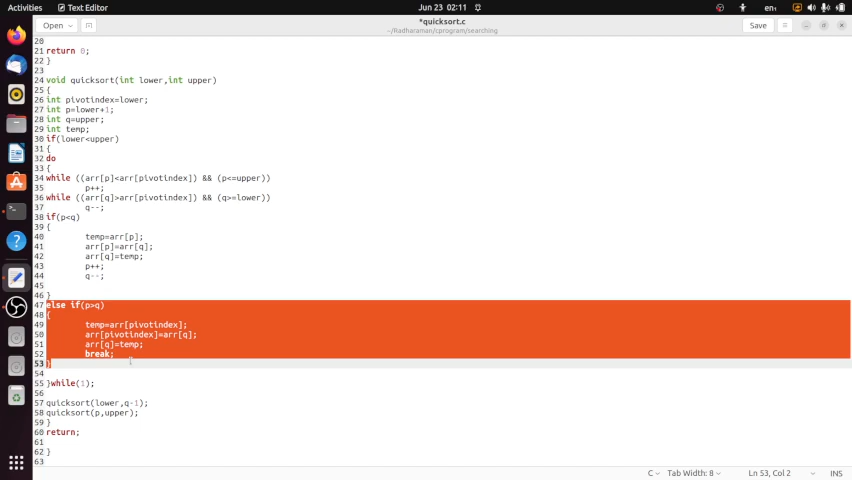 Activities Text Editor Jun 23 02:11 en₁
Open *quicksort.c Save
~/Radharaman/cprogram/searching
20
21 return 0;
22 }
23
24 void quicksort(int lower,int upper)
25 {
26 int pivotindex=lower;
27 int p=lower+1;
28 int q=upper;
29 int temp;
30 if(lower<upper)
31 {
32 do
33 {
34 while ((arr[p]<arr[pivotindex]) && (p<=upper))
35 p++;
36 while ((arr[q]>arr[pivotindex]) && (q>=lower))
37 q--;
38 if(p<q)
39 {
40 temp=arr[p];
41 arr[p]=arr[q];
42 arr[q]=temp;
43 p++;
44 q--;
45
46 }
47 else if(p>q)
48 {
49 temp=arr[pivotindex];
50 arr[pivotindex]=arr[q];
51 arr[q]=temp;
52 break;
53 }
54
55 }while(1);
56
57 quicksort(lower,q-1);
58 quicksort(p,upper);
59 }
60 return;
61
62 }
63
C Tab Width: 8 Ln 53, Col 2 INS